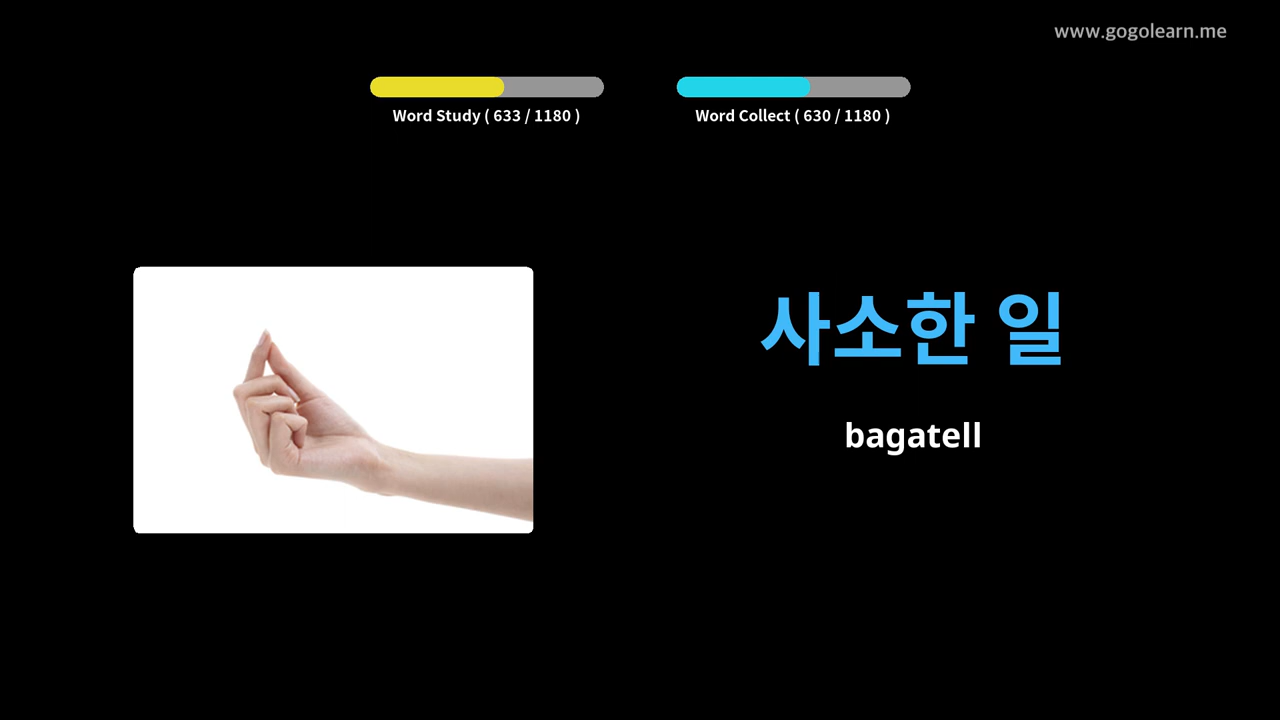 www.gogolearn.me
Word Study ( 633 / 1180 )
Word Collect ( 630 / 1180 )
사소한 일
bagatell